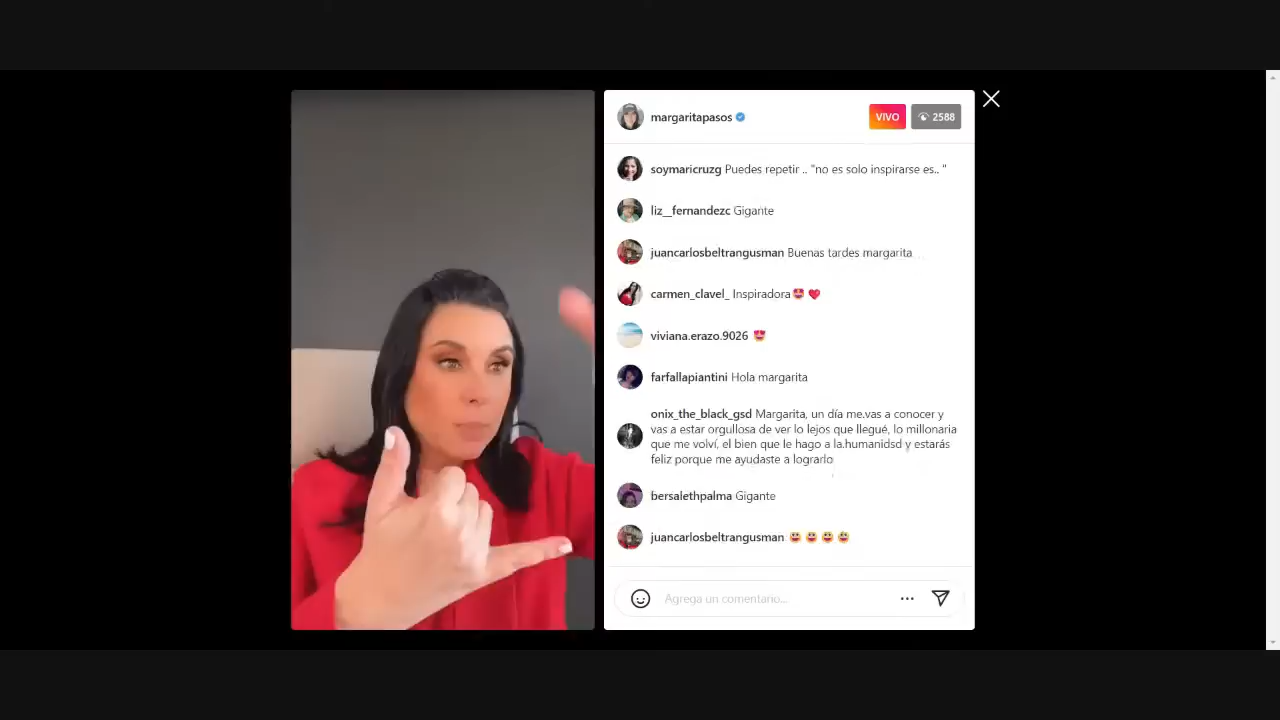 margaritapasos
VIVO
2588
soymaricruzg Puedes repetir .. "no es solo inspirarse es.. "
liz__fernandezc Gigante
juancarlosbeltrangusman Buenas tardes margarita
carmen_clavel_ Inspiradora🤩 ❤️
viviana.erazo.9026 🤩
farfallapiantini Hola margarita
onix_the_black_gsd Margarita, un día me.vas a conocer y
vas a estar orgullosa de ver lo lejos que llegué, lo millonaria
que me volví, el bien que le hago a la.humanidsd y estarás
feliz porque me ayudaste a lograrlo
bersalethpalma Gigante
juancarlosbeltrangusman 😀 😀 😀 😀
Agrega un comentario...